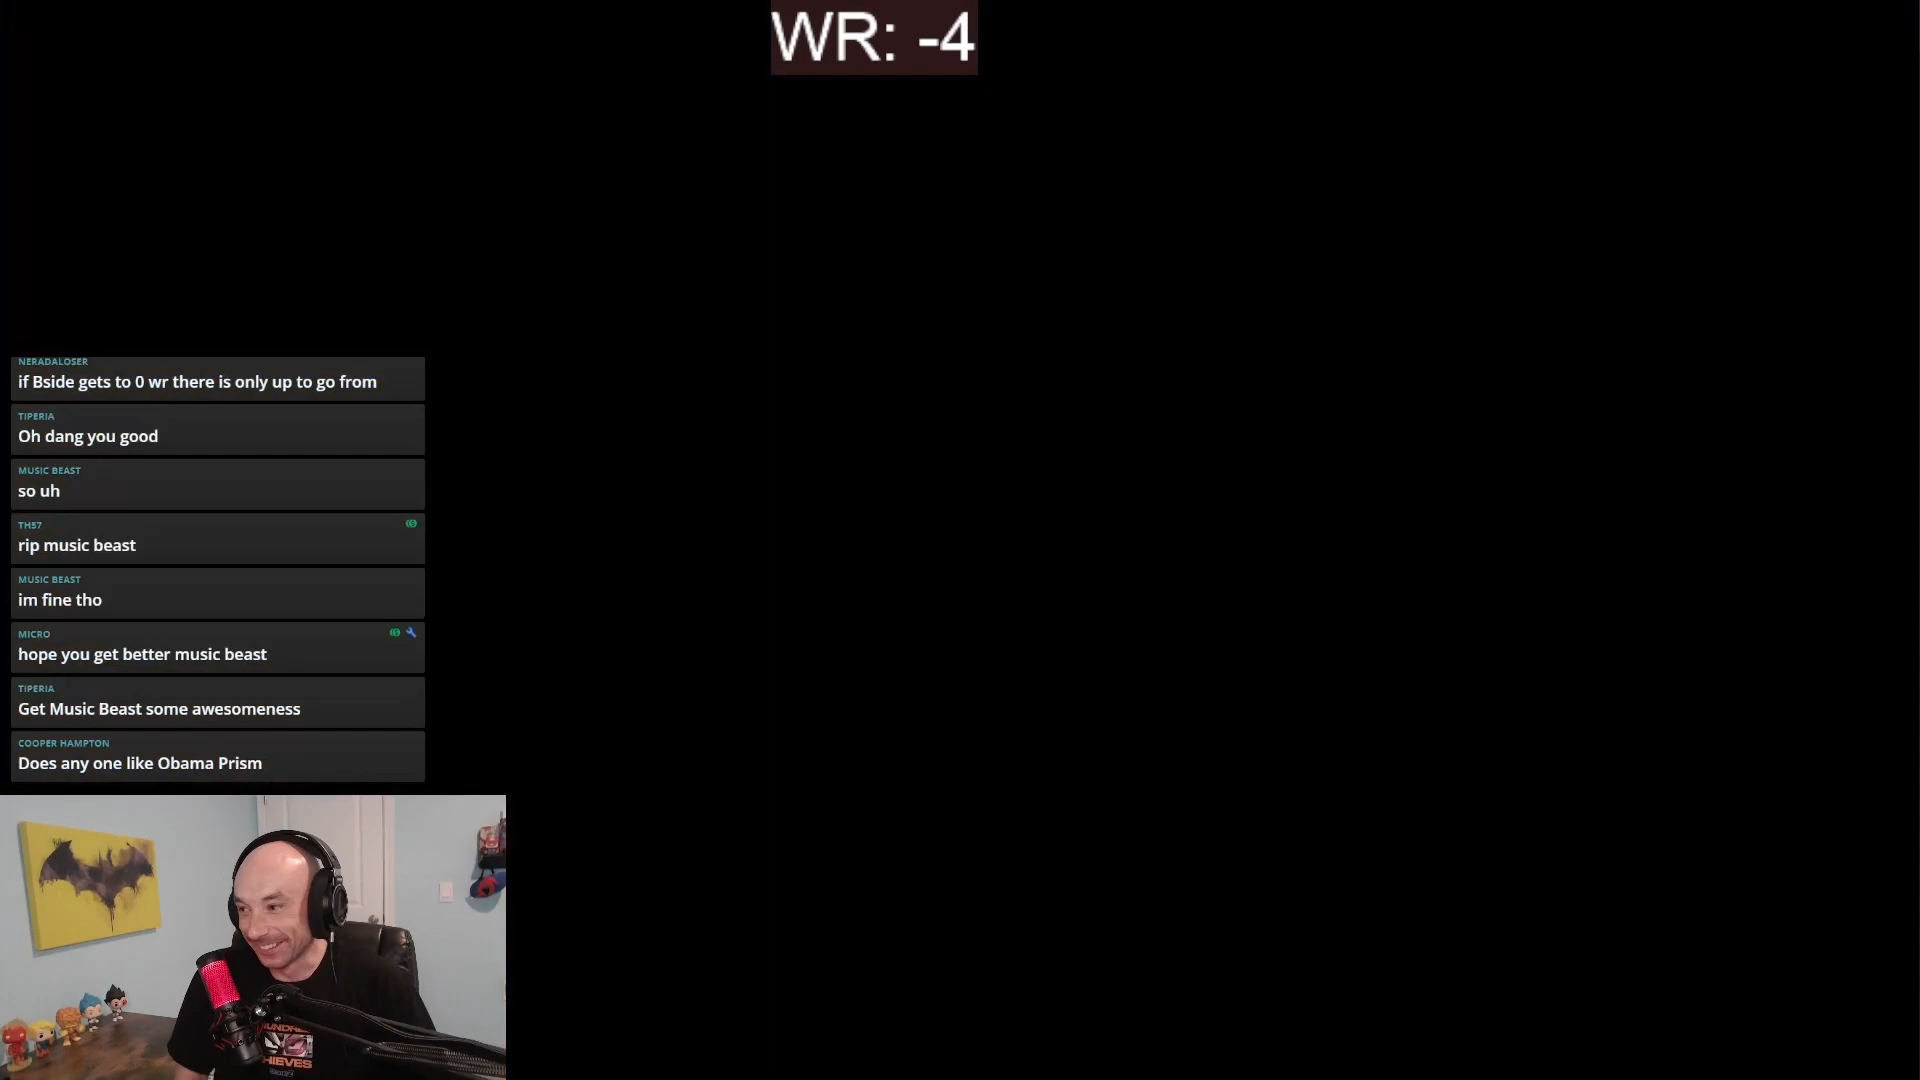 WR: -4
NERADALOSER
if Bside gets to 0 wr there is only up to go from
TIPERIA
Oh dang you good
MUSIC BEAST
so uh
TH57
rip music beast
MUSIC BEAST
im fine tho
MICRO
hope you get better music beast
TIPERIA
Get Music Beast some awesomeness
COOPER HAMPTON
Does any one like Obama Prism
HUNDRE
HIEVES